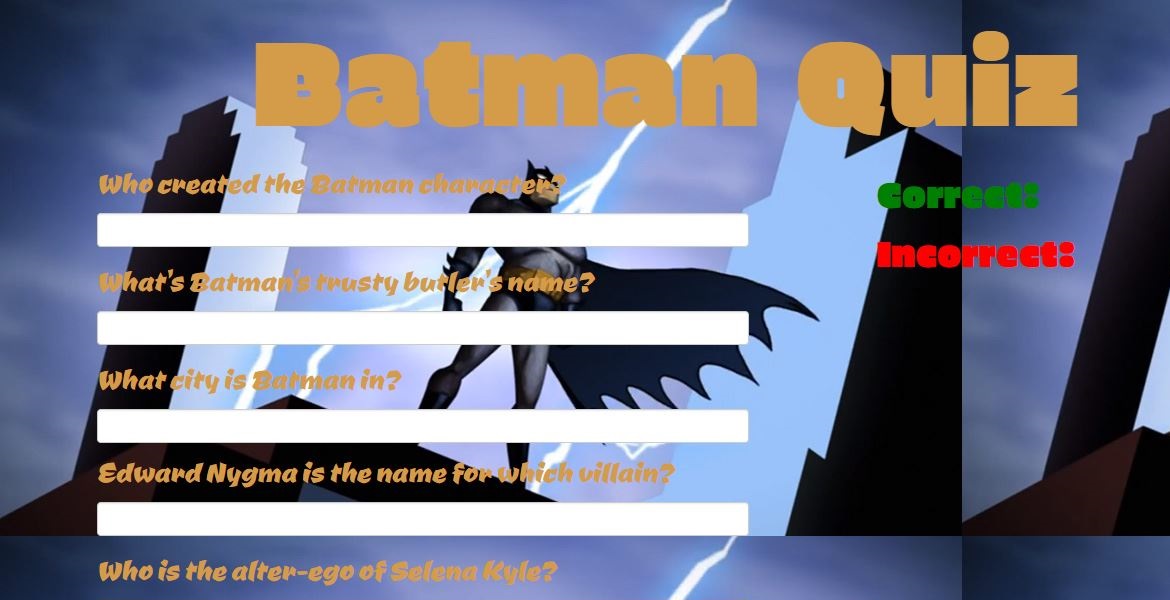 Batman Quiz
Who created the Batman character?
Correct:
Incorrect:
What's Batman's trusty butler's name?
What city is Batman in?
Edward Nygma is the name for which villain?
Who is the alter-ego of Selena Kyle?